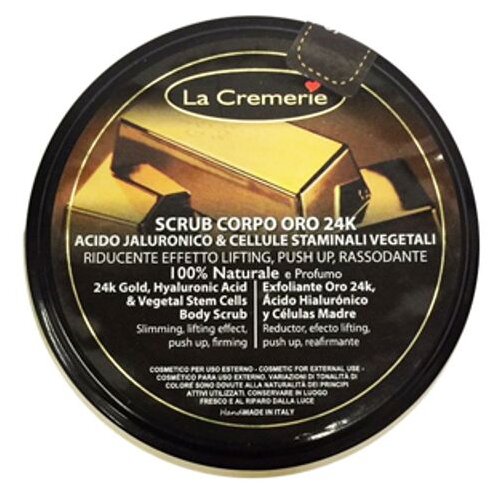 La Cremerie
SCRUB CORPO ORO 24K
ACIDO JALURONICO & CELLULE STAMINALI VEGETALI
RIDUCENTE EFFETTO LIFTING, PUSH UP, RASSODANTE
100% Naturale e Profumo
24k Gold, Hyaluronic Acid
& Vegetal Stem Cells
Body Scrub
Slimming, lifting effect,
push up, firming
Exfoliante Oro 24k,
Ácido Hialurónico
y Células Madre
Reductor, efecto lifting,
push up, reafirmante
COSMETICO PER USO ESTERNO - COSMETIC FOR EXTERNAL USE -
COSMÉTICO PARA USO EXTERNO. VARIAZIONI DI TONALITÀ DI
COLORE SONO DOVUTE ALLA NATURALITÀ DEI PRINCIPI
ATTIVI UTILIZZATI. CONSERVARE IN LUOGO
FRESCO E AL RIPARO DALLA LUCE
HandMADE IN ITALY